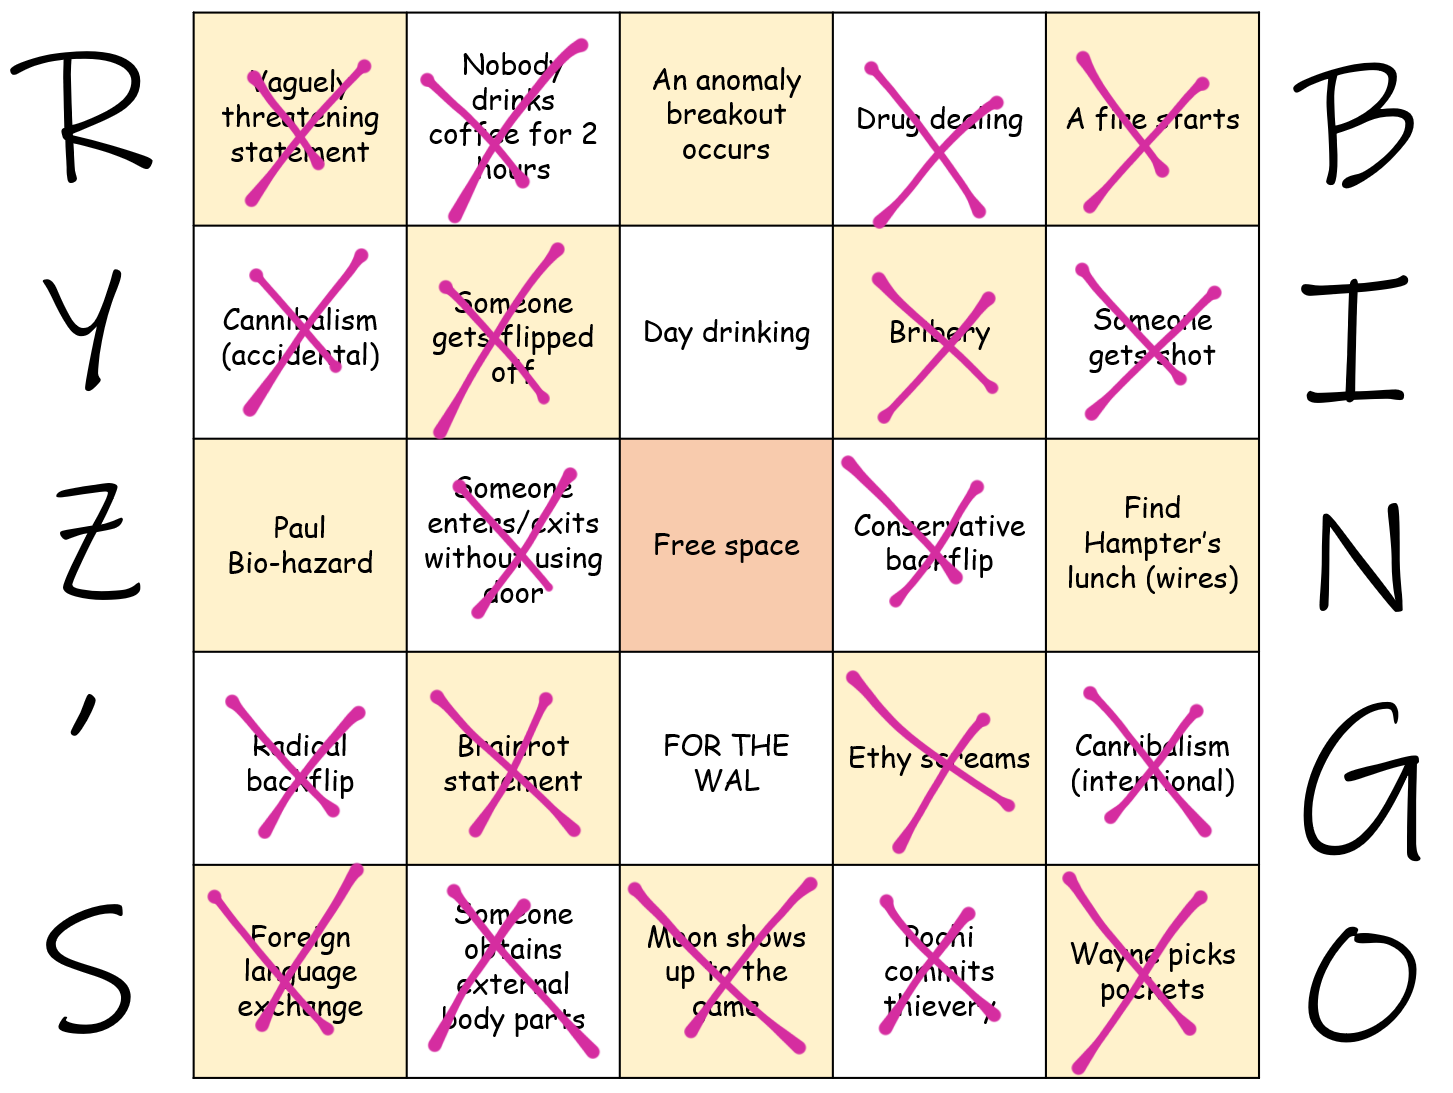 R
Y
Z
'
S
B
I
N
G
O
Vaguely
threatening
statement
Nobody
drinks
coffee for 2
hours
An anomaly
breakout
occurs
Drug dealing
A fire starts
Cannibalism
(accidental)
Someone
gets flipped
off
Day drinking
Bribery
Someone
gets shot
Paul
Bio-hazard
Someone
enters/exits
without using
door
Free space
Conservative
backflip
Find
Hampter's
lunch (wires)
Radical
backflip
Brainrot
statement
FOR THE
WAL
Ethy screams
Cannibalism
(intentional)
Foreign
language
exchange
Someone
obtains
external
body parts
Moon shows
up to the
game
commits
thievery
Wayne picks
pockets